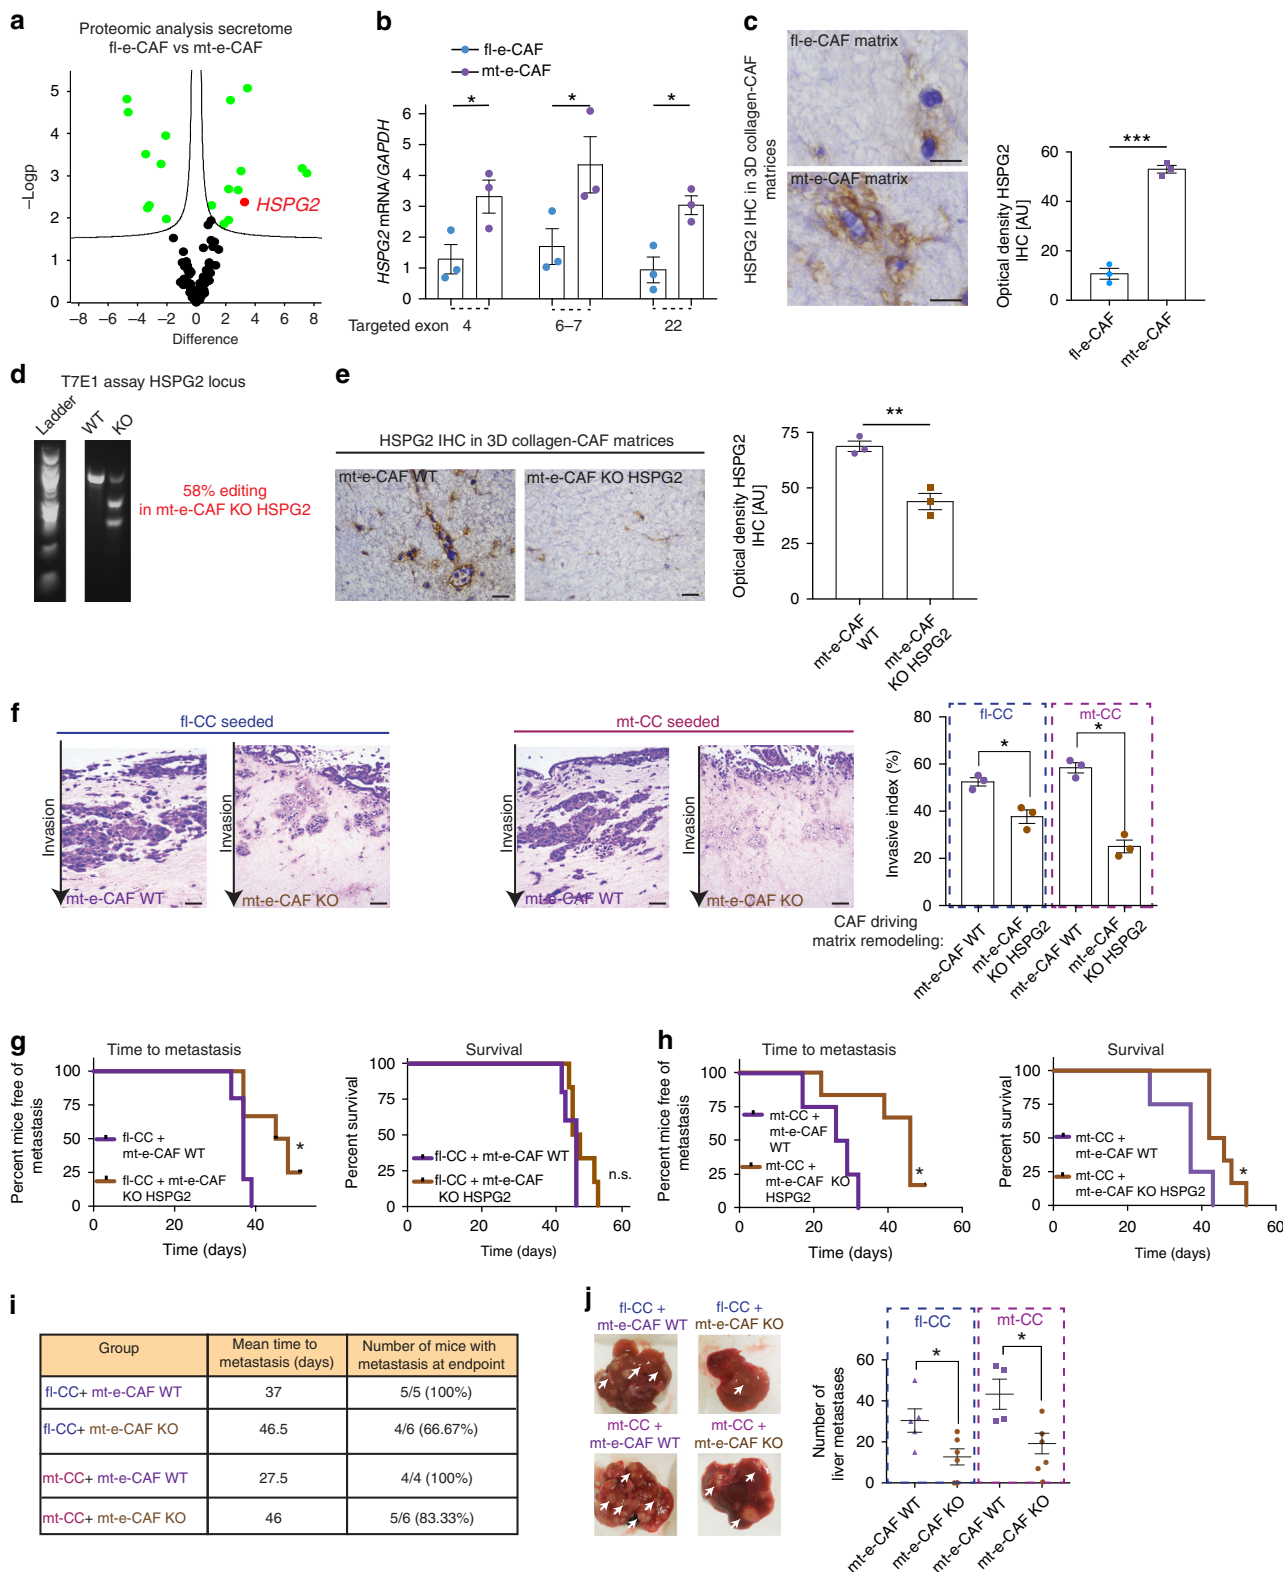 a
Proteomic analysis secretome
fl-e-CAF vs mt-e-CAF
–Logp
5
4
3
2
1
0
HSPG2
–8 –6 –4 –2 0 2 4 6 8
Difference
b
fl-e-CAF
mt-e-CAF
HSPG2 mRNA/GAPDH
6
5
4
3
2
1
0
* * *
Targeted exon 4 6–7 22
c
HSPG2 IHC in 3D collagen-CAF
matrices
fl-e-CAF matrix
mt-e-CAF matrix
Optical density HSPG2
IHC [AU]
60
40
20
0
***
fl-e-CAF
mt-e-CAF
d
T7E1 assay HSPG2 locus
Ladder
WT
KO
58% editing
in mt-e-CAF KO HSPG2
e
HSPG2 IHC in 3D collagen-CAF matrices
mt-e-CAF WT
mt-e-CAF KO HSPG2
Optical density HSPG2
IHC [AU]
75
50
25
0
**
mt-e-CAF
WT
mt-e-CAF
KO HSPG2
f
fl-CC seeded
Invasion
mt-e-CAF WT
Invasion
mt-e-CAF KO
mt-CC seeded
Invasion
mt-e-CAF WT
Invasion
mt-e-CAF KO
Invasive index (%)
80
60
40
20
0
fl-CC
*
mt-CC
*
CAF driving
matrix remodeling:
mt-e-CAF WT
mt-e-CAF
KO HSPG2
mt-e-CAF WT
mt-e-CAF
KO HSPG2
g
Time to metastasis
Percent mice free of
metastasis
100
75
50
25
0
fl-CC +
mt-e-CAF WT
fl-CC + mt-e-CAF
KO HSPG2
*
0 20 40
Time (days)
Survival
Percent survival
100
75
50
25
0
fl-CC + mt-e-CAF WT
fl-CC + mt-e-CAF
KO HSPG2
n.s.
0 20 40 60
Time (days)
h
Time to metastasis
Percent mice free of
metastasis
100
75
50
25
0
mt-CC +
mt-e-CAF
WT
mt-CC +
mt-e-CAF KO
HSPG2
*
0 20 40 60
Time (days)
Survival
Percent survival
100
75
50
25
0
mt-CC +
mt-e-CAF WT
mt-CC +
mt-e-CAF KO HSPG2
*
0 20 40 60
Time (days)
i
Group Mean time to metastasis (days) Number of mice with metastasis at endpoint
fl-CC+ mt-e-CAF WT 37 5/5 (100%)
fl-CC+ mt-e-CAF KO 46.5 4/6 (66.67%)
mt-CC+ mt-e-CAF WT 27.5 4/4 (100%)
mt-CC+ mt-e-CAF KO 46 5/6 (83.33%)
j
fl-CC +
mt-e-CAF WT
fl-CC +
mt-e-CAF KO
mt-CC +
mt-e-CAF WT
mt-CC +
mt-e-CAF KO
Number of
liver metastases
60
40
20
0
fl-CC
*
mt-CC
*
mt-e-CAF WT
mt-e-CAF KO
mt-e-CAF WT
mt-e-CAF KO